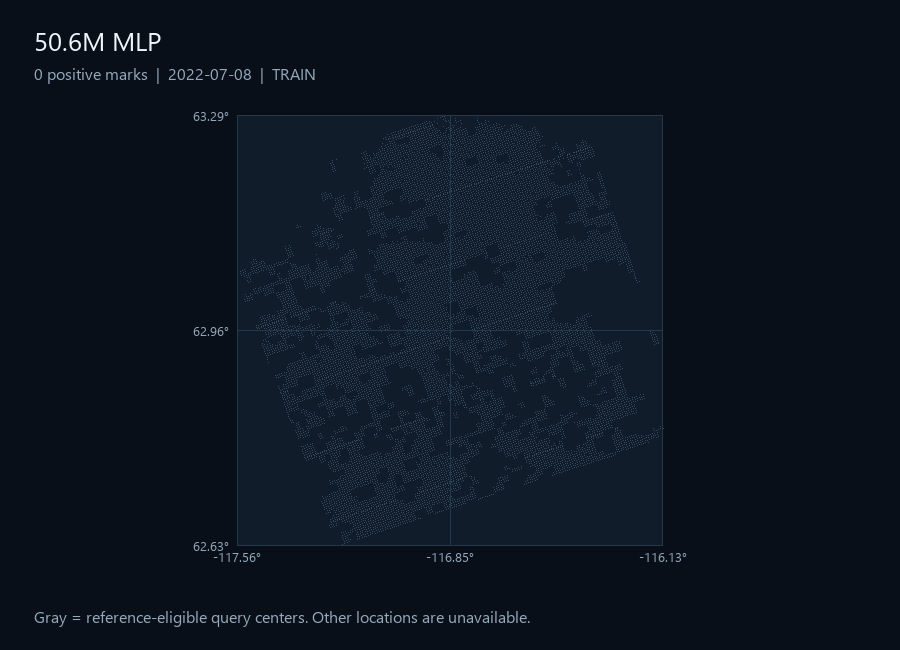 50.6M MLP
0 positive marks | 2022-07-08 | TRAIN
63.29°
62.96°
62.63°
-117.56°
-116.85°
-116.13°
Gray = reference-eligible query centers. Other locations are unavailable.